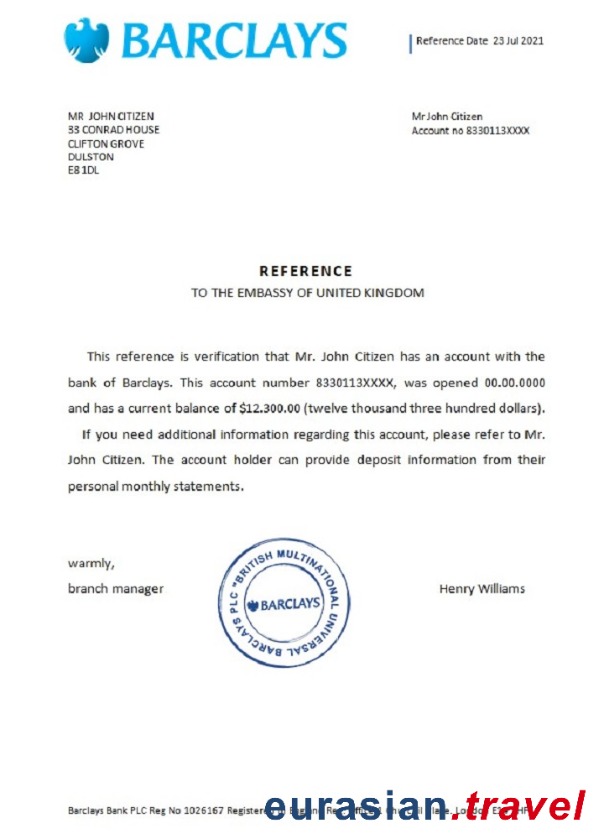 BARCLAYS
Reference Date 23 Jul 2021
MR JOHN CITIZEN
33 CONRAD HOUSE
CLIFTON GROVE
DULSTON
E8 1DL
Mr John Citizen
Account no 8330113XXXX
REFERENCE
TO THE EMBASSY OF UNITED KINGDOM
This reference is verification that Mr. John Citizen has an account with the
bank of Barclays. This account number 8330113XXXX, was opened 00.00.0000
and has a current balance of $12.300.00 (twelve thousand three hundred dollars).
If you need additional information regarding this account, please refer to Mr.
John Citizen. The account holder can provide deposit information from their
personal monthly statements.
warmly,
branch manager
BARCLAYS PLC "BRITISH MULTINATIONAL UNIVERSAL
BARCLAYS
Henry Williams
Barclays Bank PLC Reg No 1026167 Registered
eurasian.travel